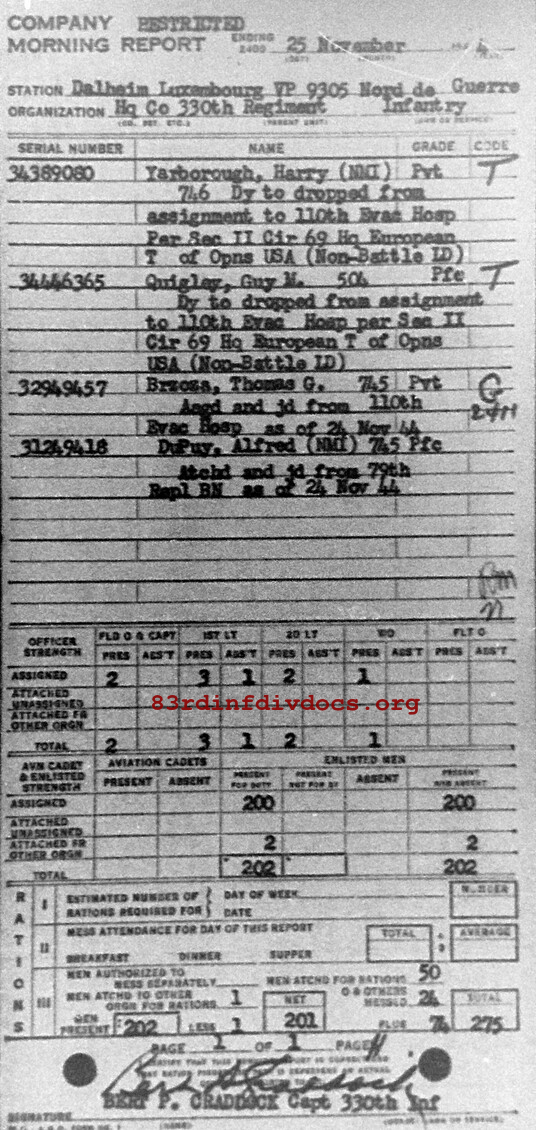 COMPANY RESTRICTED
MORNING REPORT ENDING 2400 25 November 4
STATION Dalheim Luxembourg VP 9305 Nord de Guerre
ORGANIZATION Hq Co 330th Regiment Infantry
SERIAL NUMBER NAME GRADE CODE
34389080 Yarborough, Harry (NMI) Pvt T
746 Dy to dropped from
assignment to 110th Evac Hosp
Per Sec II Cir 69 Hq European
T of Opns USA (Non-Battle LD)
34446365 Quigley, Guy M. 504 Pfc T
Dy to dropped from assignment
to 110th Evac Hosp per Sec II
Cir 69 Hq European T of Opns
USA (Non-Battle LD)
32949457 Brzoza, Thomas G. 745 Pvt G
Asgd and jd from 110th
Evac Hosp as of 24 Nov 44
31249418 DuPuy, Alfred (NMI) 745 Pfc
Atchd and jd from 79th
Repl BN as of 24 Nov 44
OFFICER STRENGTH FLD O & CAPT 1ST LT 2D LT WO FLT O
PRES ABS'T PRES ABS'T PRES ABS'T PRES ABS'T PRES ABS'T
ASSIGNED 2 3 1 2 1
ATTACHED UNASSIGNED
83rdinfdivdocs.org
ATTACHED FR OTHER ORGN
TOTAL 2 3 1 2 1
AVN CADET & ENLISTED STRENGTH AVIATION CADETS ENLISTED MEN
PRESENT ABSENT PRESENT FOR DUTY PRESENT NOT FOR DY ABSENT PRESENT AND ABSENT
ASSIGNED 200 200
ATTACHED UNASSIGNED
ATTACHED FR OTHER ORGN 2 2
TOTAL 202 202
RATIONS
I ESTIMATED NUMBER OF RATIONS REQUIRED FOR DAY OF WEEK DATE NUMBER
II MESS ATTENDANCE FOR DAY OF THIS REPORT TOTAL AVERAGE
BREAKFAST DINNER SUPPER
III MEN AUTHORIZED TO MESS SEPARATELY MEN ATCHD FOR RATIONS 50
MEN ATCHD TO OTHER ORGN FOR RATIONS 1 NET O & OTHERS MESSED 24 TOTAL
MEN PRESENT 202 LESS 1 201 PLUS 74 275
PAGE 1 OF 1 PAGE
Bert P Craddock
BERT P. CRADDOCK Capt 330th Inf
SIGNATURE